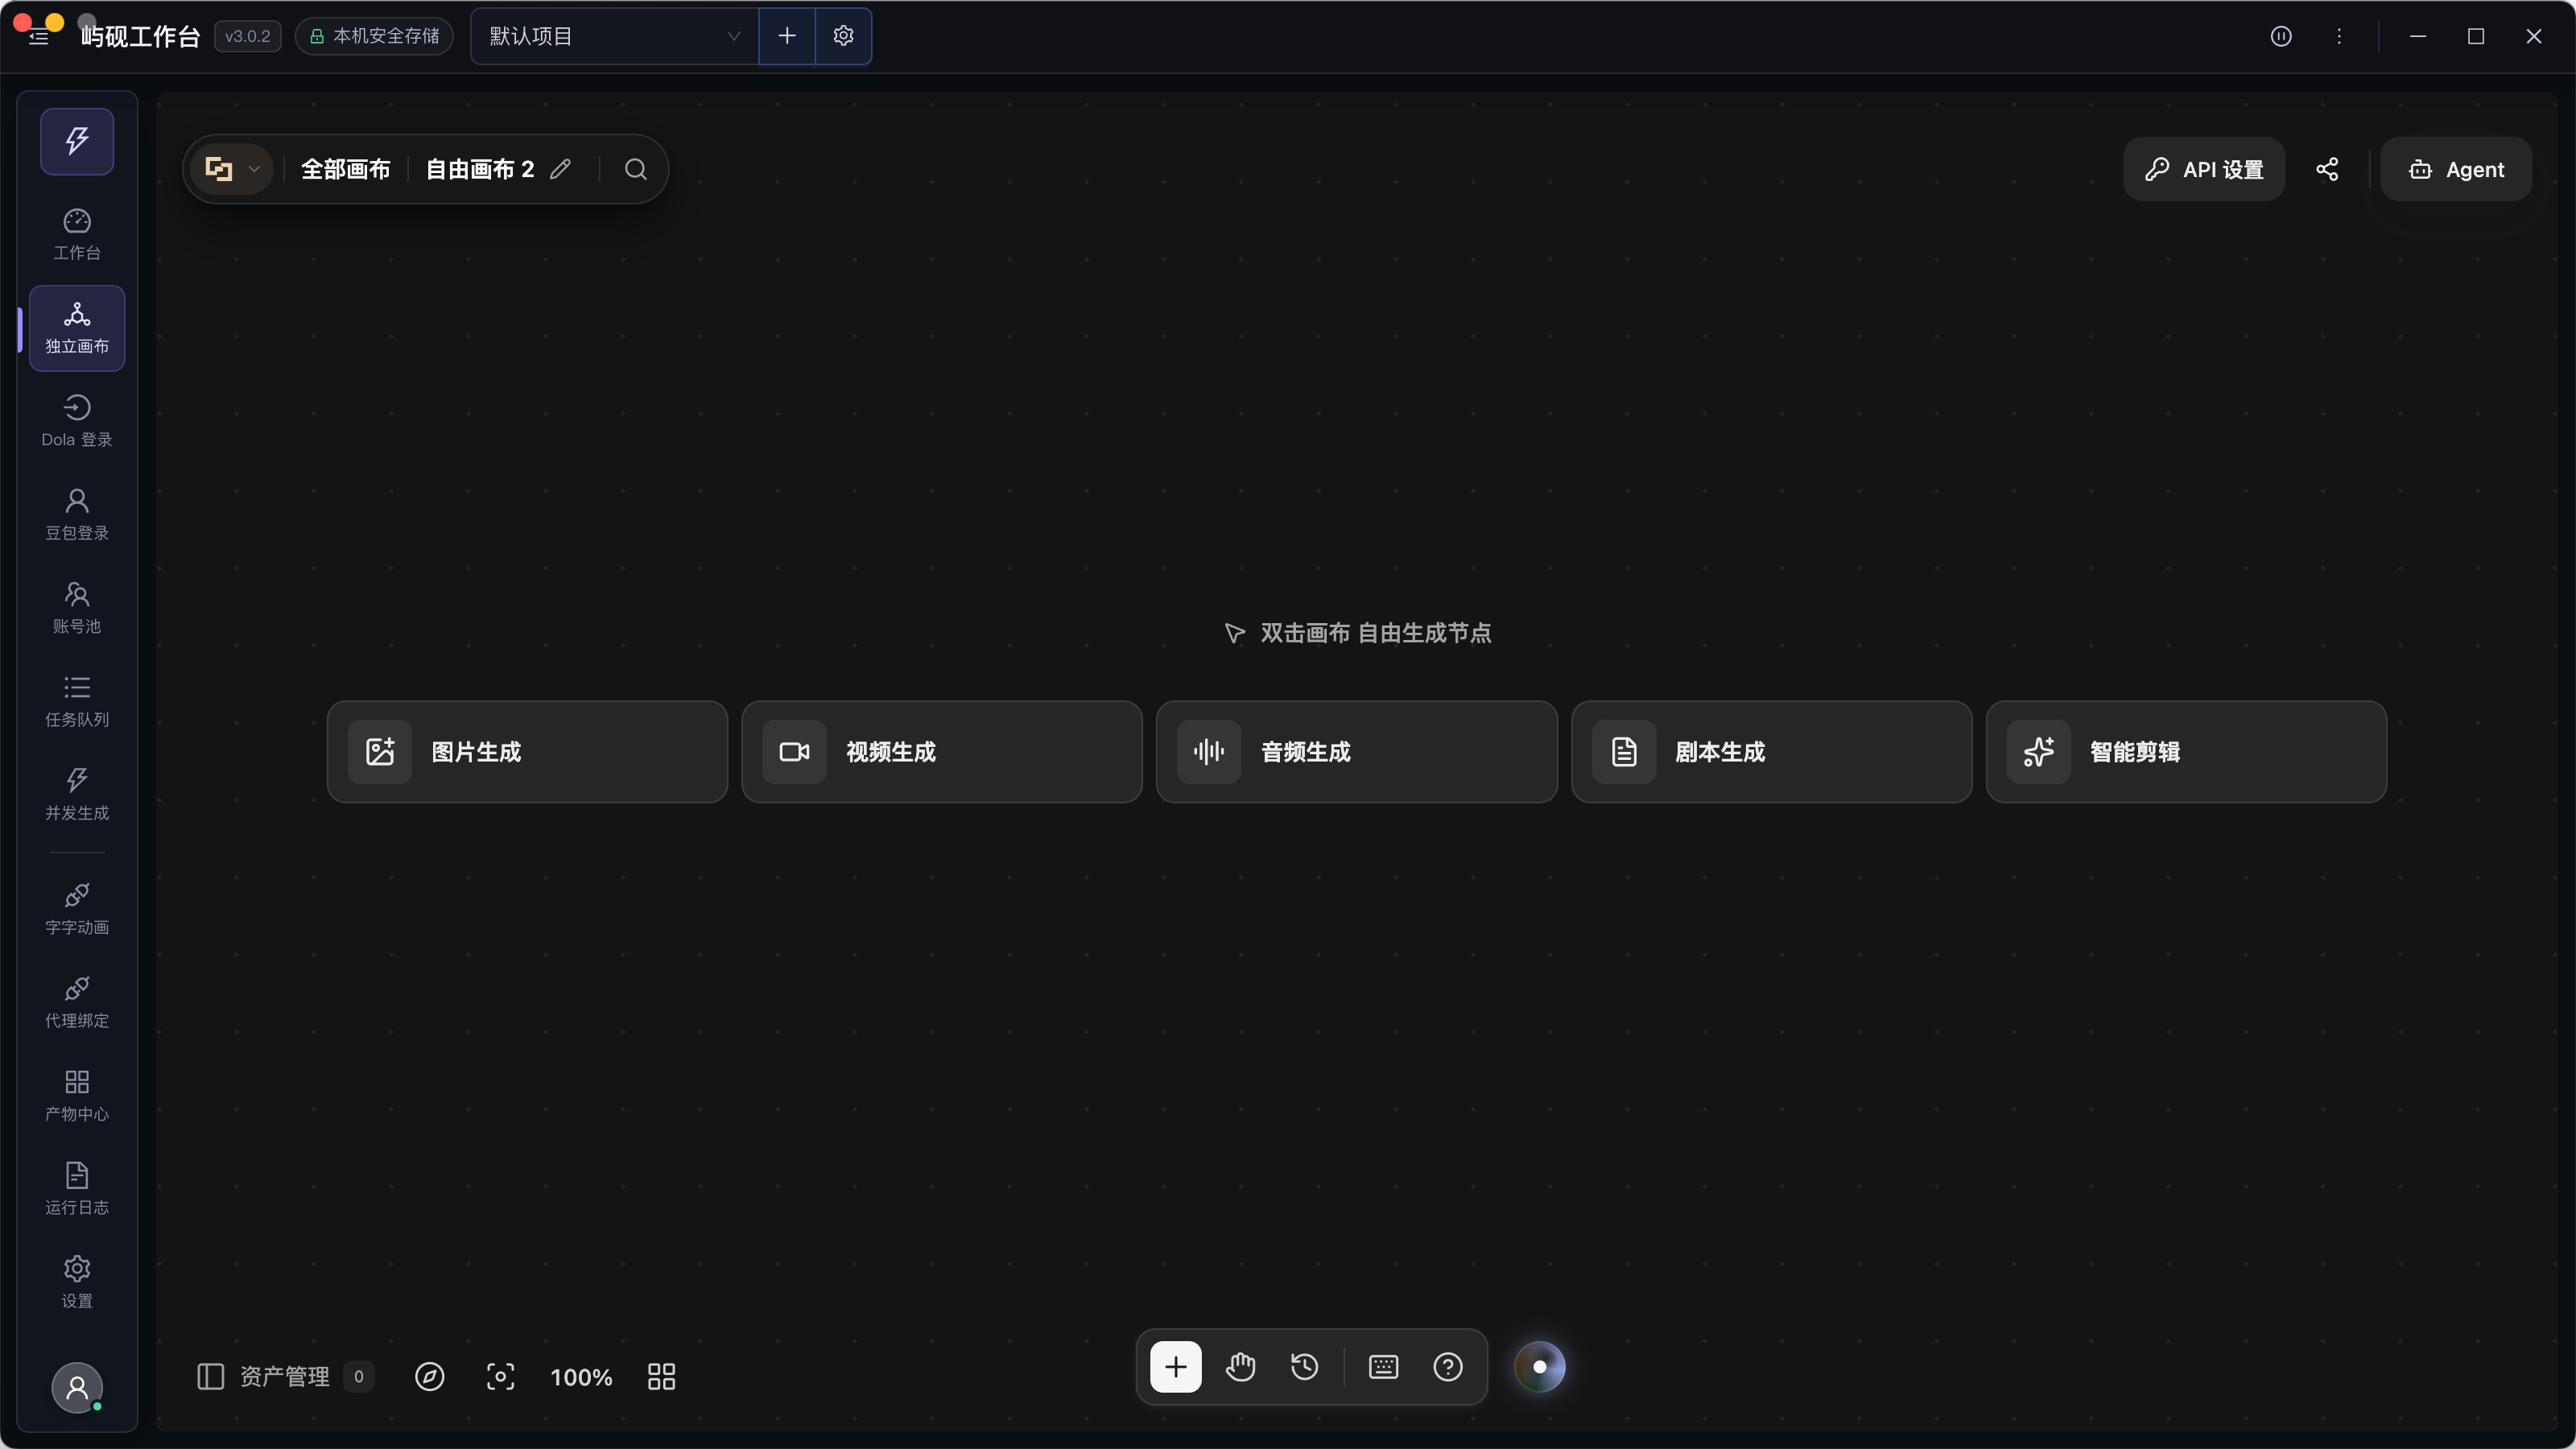 屿砚工作台 v3.0.2 本机安全存储 默认项目
全部画布 自由画布 2 API 设置 Agent
工作台
独立画布
Dola 登录
豆包登录
账号池
任务队列
并发生成
字字动画
代理绑定
产物中心
运行日志
设置
双击画布 自由生成节点
图片生成 视频生成 音频生成 剧本生成 智能剪辑
资产管理 0 100%